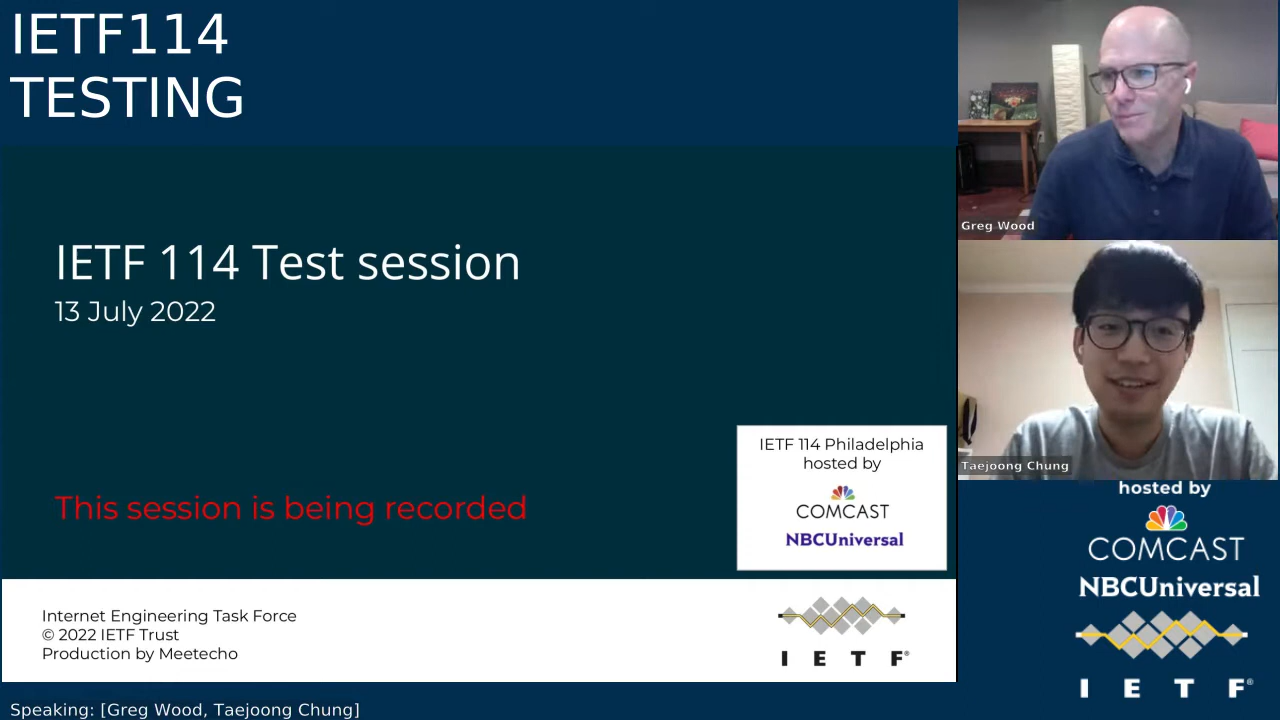 IETF114
TESTING
IETF 114 Test session
13 July 2022
This session is being recorded
IETF 114 Philadelphia
hosted by
COMCAST
NBCUniversal
Internet Engineering Task Force
© 2022 IETF Trust
Production by Meetecho
I E T F®
Greg Wood
Taejoong Chung
hosted by
COMCAST
NBCUniversal
I E T F®
Speaking: [Greg Wood, Taejoong Chung]